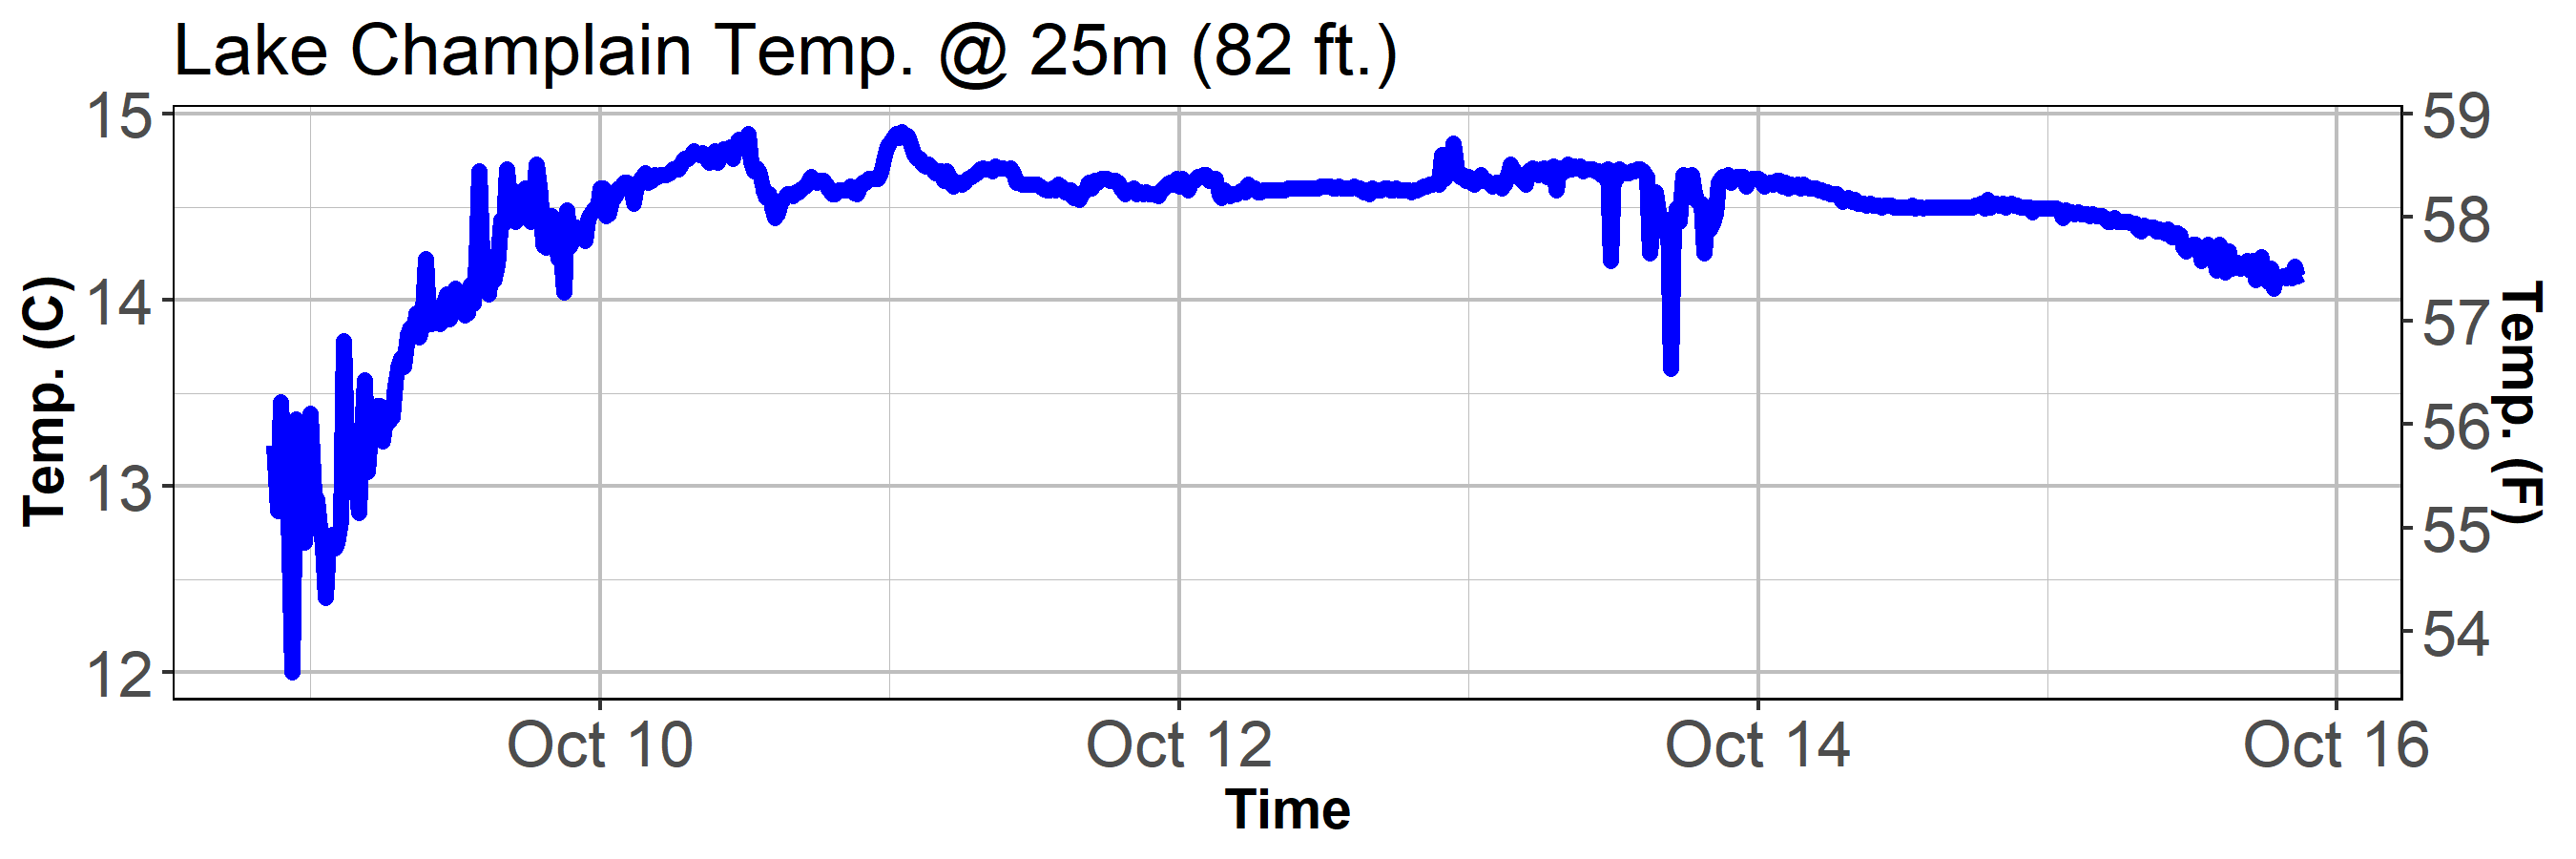 Lake Champlain Temp. @ 25m (82 ft.)
15
14
13
12
Temp. (C)
59
58
57
56
55
54
Temp. (F)
Oct 10
Oct 12
Oct 14
Oct 16
Time